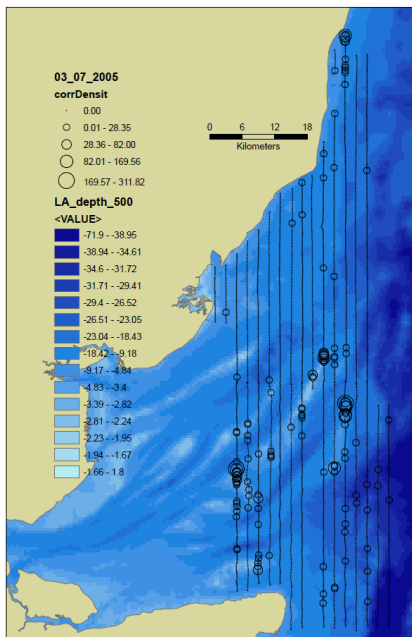 03_07_2005
corrDensit
0.00
0.01 - 28.35
28.36 - 82.00
82.01 - 169.56
169.57 - 311.82
0 6 12 18
Kilometers
LA_depth_500
<VALUE>
-71.9 - -38.95
-38.94 - -34.61
-34.6 - -31.72
-31.71 - -29.41
-29.4 - -26.52
-26.51 - -23.05
-23.04 - -18.43
-18.42 - -9.18
-9.17 - -4.84
-4.83 - -3.4
-3.39 - -2.82
-2.81 - -2.24
-2.23 - -1.95
-1.94 - -1.67
-1.66 - -1.8